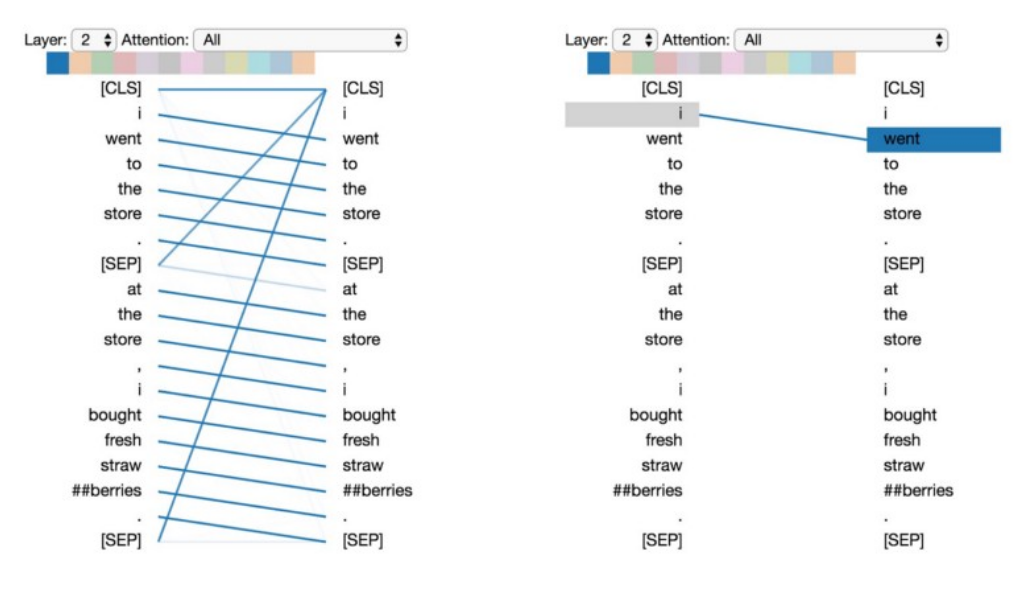 Layer: 2 Attention: All
[CLS] [CLS]
i i
went went
to to
the the
store store
. .
[SEP] [SEP]
at at
the the
store store
, ,
i i
bought bought
fresh fresh
straw straw
##berries ##berries
. .
[SEP] [SEP]
Layer: 2 Attention: All
[CLS] [CLS]
i i
went went
to to
the the
store store
. .
[SEP] [SEP]
at at
the the
store store
, ,
i i
bought bought
fresh fresh
straw straw
##berries ##berries
. .
[SEP] [SEP]